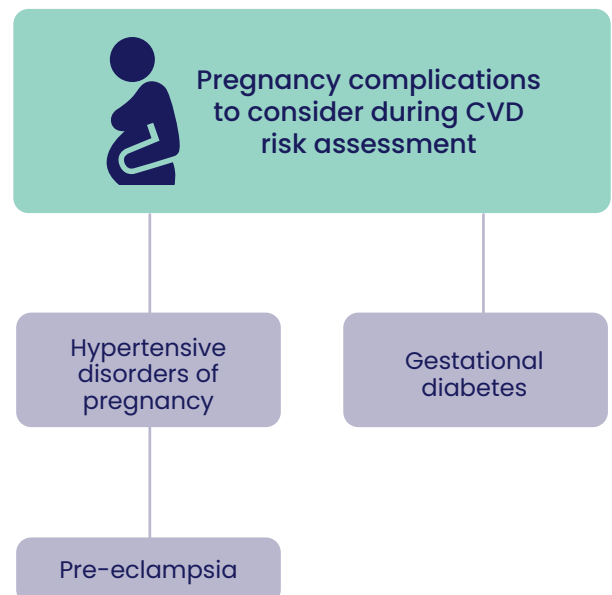 Pregnancy complications
to consider during CVD
risk assessment
Hypertensive
disorders of
pregnancy
Gestational
diabetes
Pre-eclampsia